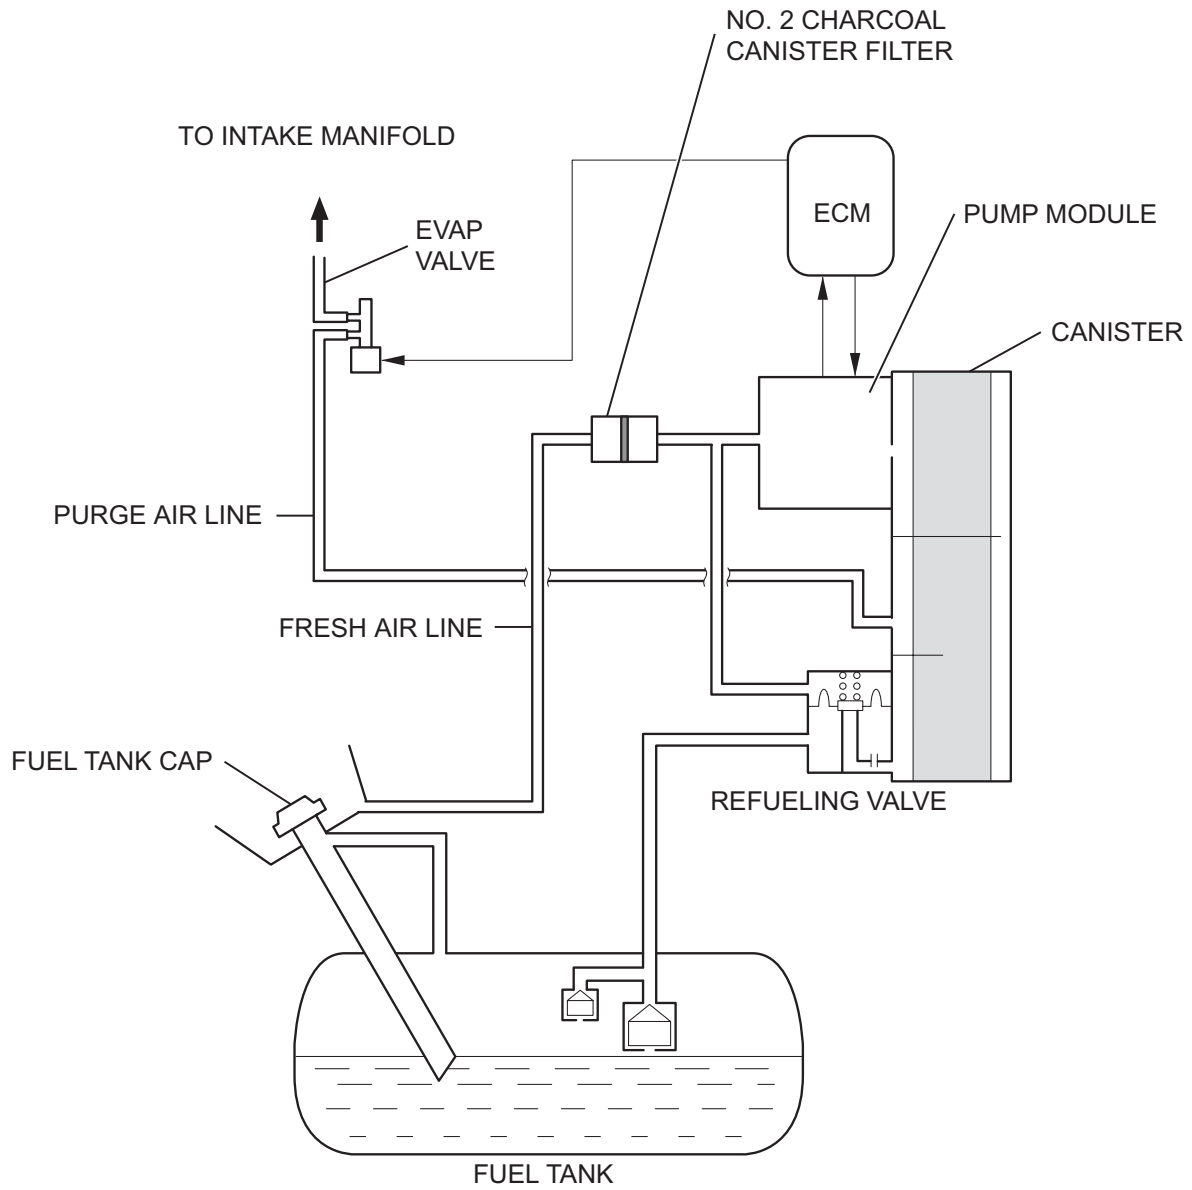 NO. 2 CHARCOAL
CANISTER FILTER
TO INTAKE MANIFOLD
ECM
PUMP MODULE
EVAP
VALVE
CANISTER
PURGE AIR LINE
FRESH AIR LINE
FUEL TANK CAP
REFUELING VALVE
FUEL TANK